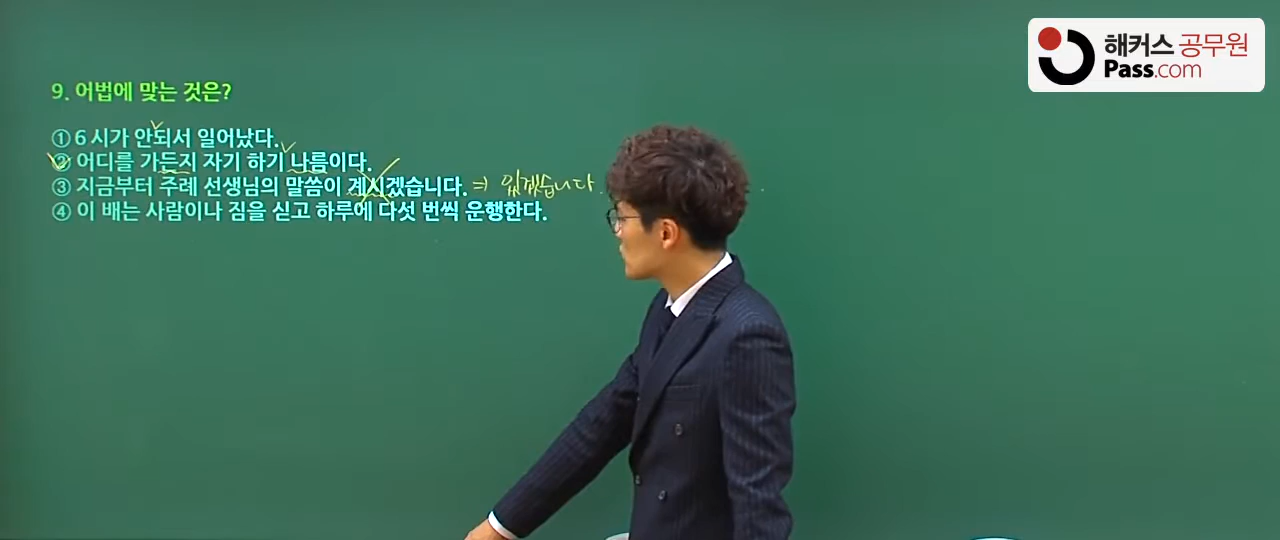 해커스 공무원
Pass.com
9. 어법에 맞는 것은?
① 6 시가 안되서 일어났다.
② 어디를 가든지 자기 하기 나름이다.
③ 지금부터 주례 선생님의 말씀이 계시겠습니다. ⇒ 있겠습니다.
④ 이 배는 사람이나 짐을 싣고 하루에 다섯 번씩 운행한다.